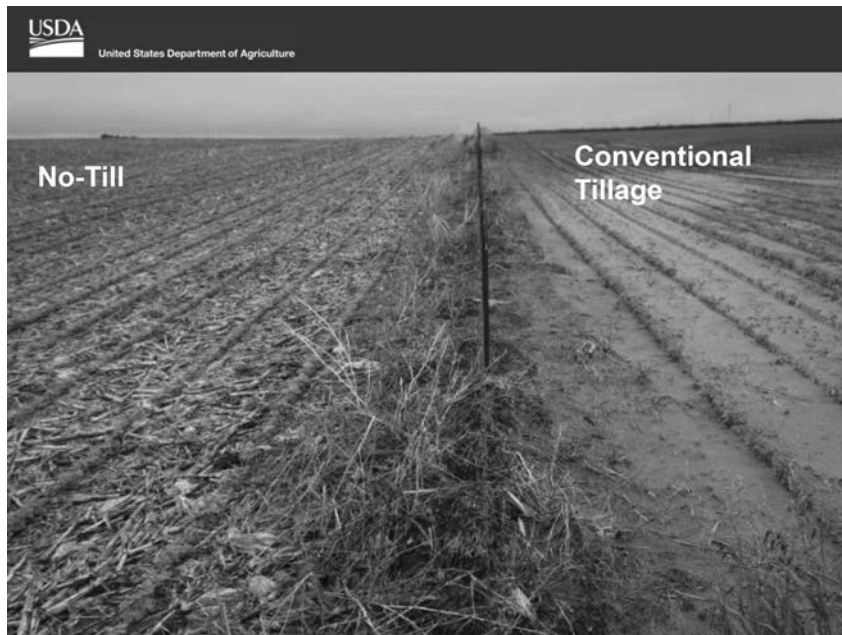 USDA
United States Department of Agriculture
No-Till
Conventional
Tillage